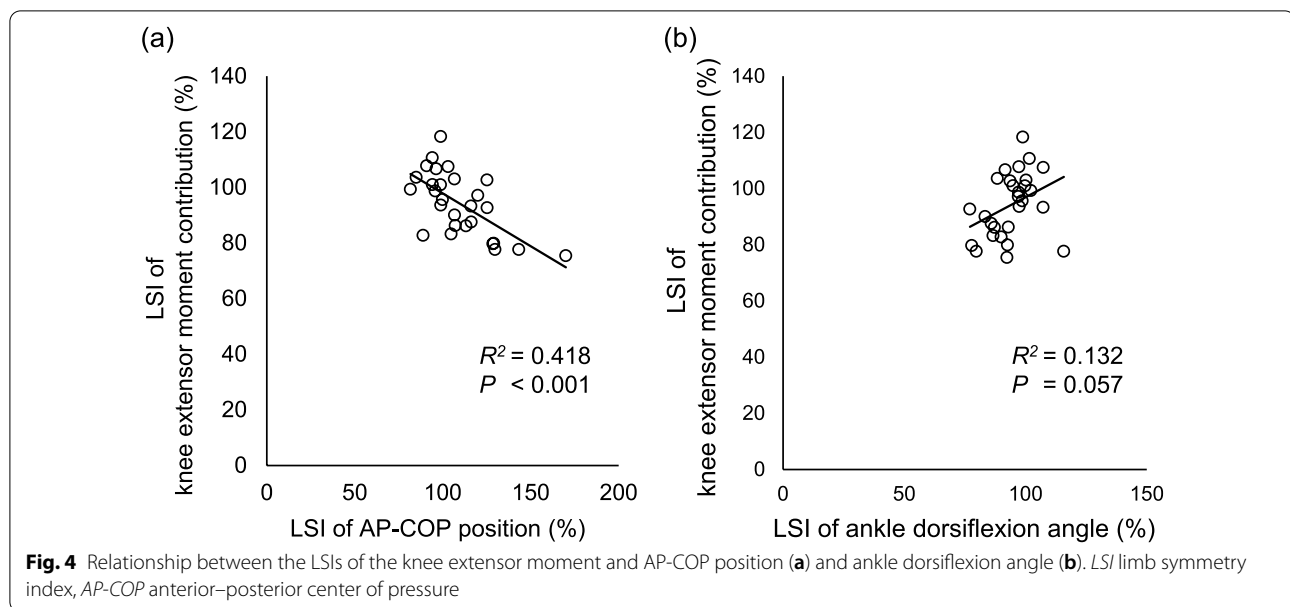 (a)
LSI of
knee extensor moment contribution (%)
140
120
100
80
60
40
20
0
0 50 100 150 200
LSI of AP-COP position (%)
R² = 0.418
P < 0.001
(b)
LSI of
knee extensor moment contribution (%)
140
120
100
80
60
40
20
0
0 50 100 150
LSI of ankle dorsiflexion angle (%)
R² = 0.132
P = 0.057
Fig. 4 Relationship between the LSIs of the knee extensor moment and AP-COP position (a) and ankle dorsiflexion angle (b). LSI limb symmetry
index, AP-COP anterior–posterior center of pressure